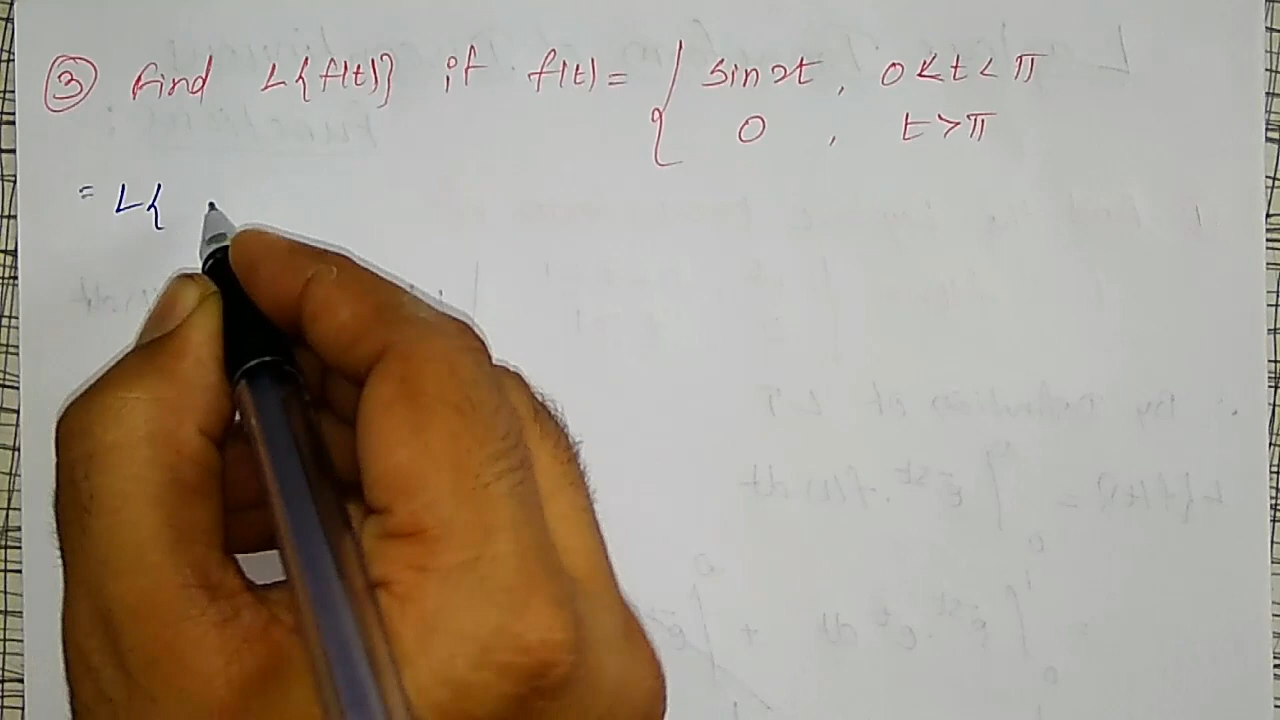 ③ Find L{f(t)} if f(t) = { sin2t , 0<t<π
0 , t>π
= L{